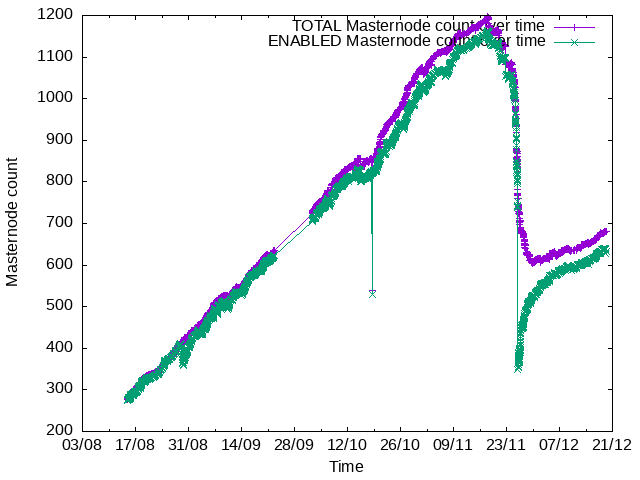 TOTAL Masternode count over time
ENABLED Masternode count over time
1200
1100
1000
900
800
700
600
500
400
300
200
Masternode count
03/08 17/08 31/08 14/09 28/09 12/10 26/10 09/11 23/11 07/12 21/12
Time